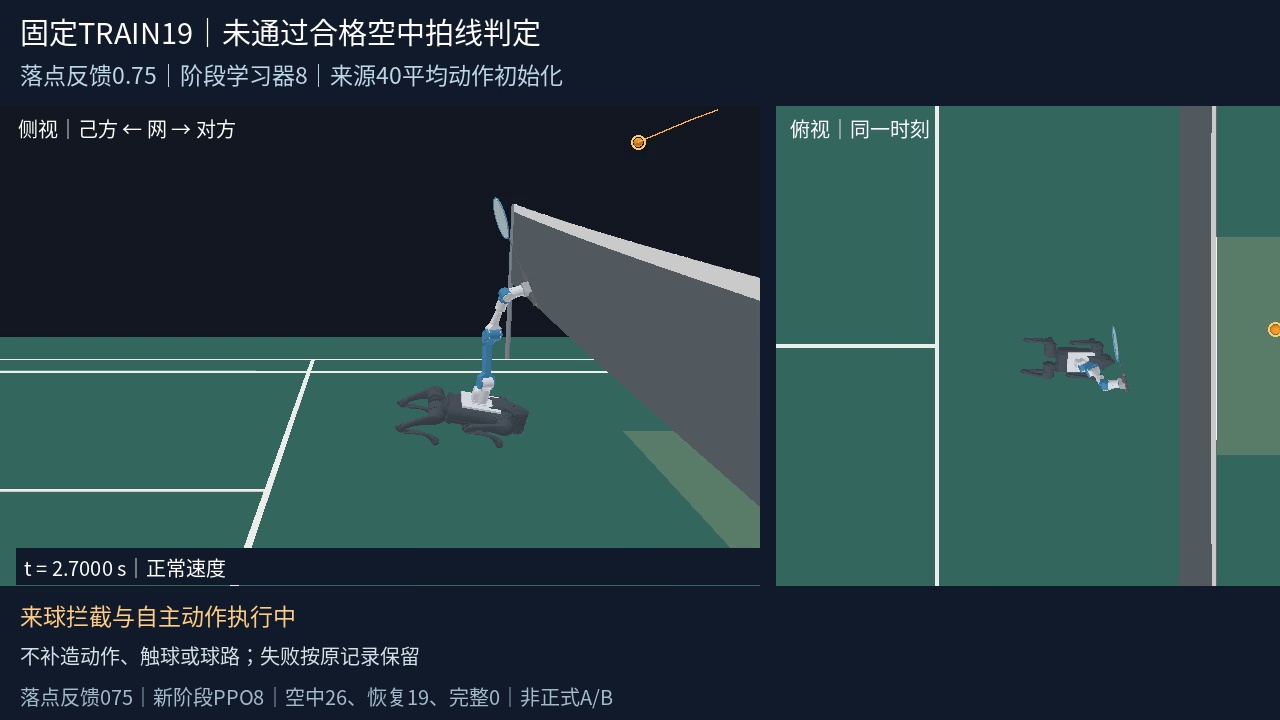 固定TRAIN19｜未通过合格空中拍线判定
落点反馈0.75｜阶段学习器8｜来源40平均动作初始化
侧视｜己方 ← 网 → 对方
俯视｜同一时刻
t = 2.7000 s｜正常速度
来球拦截与自主动作执行中
不补造动作、触球或球路；失败按原记录保留
落点反馈075｜新阶段PPO8｜空中26、恢复19、完整0｜非正式A/B